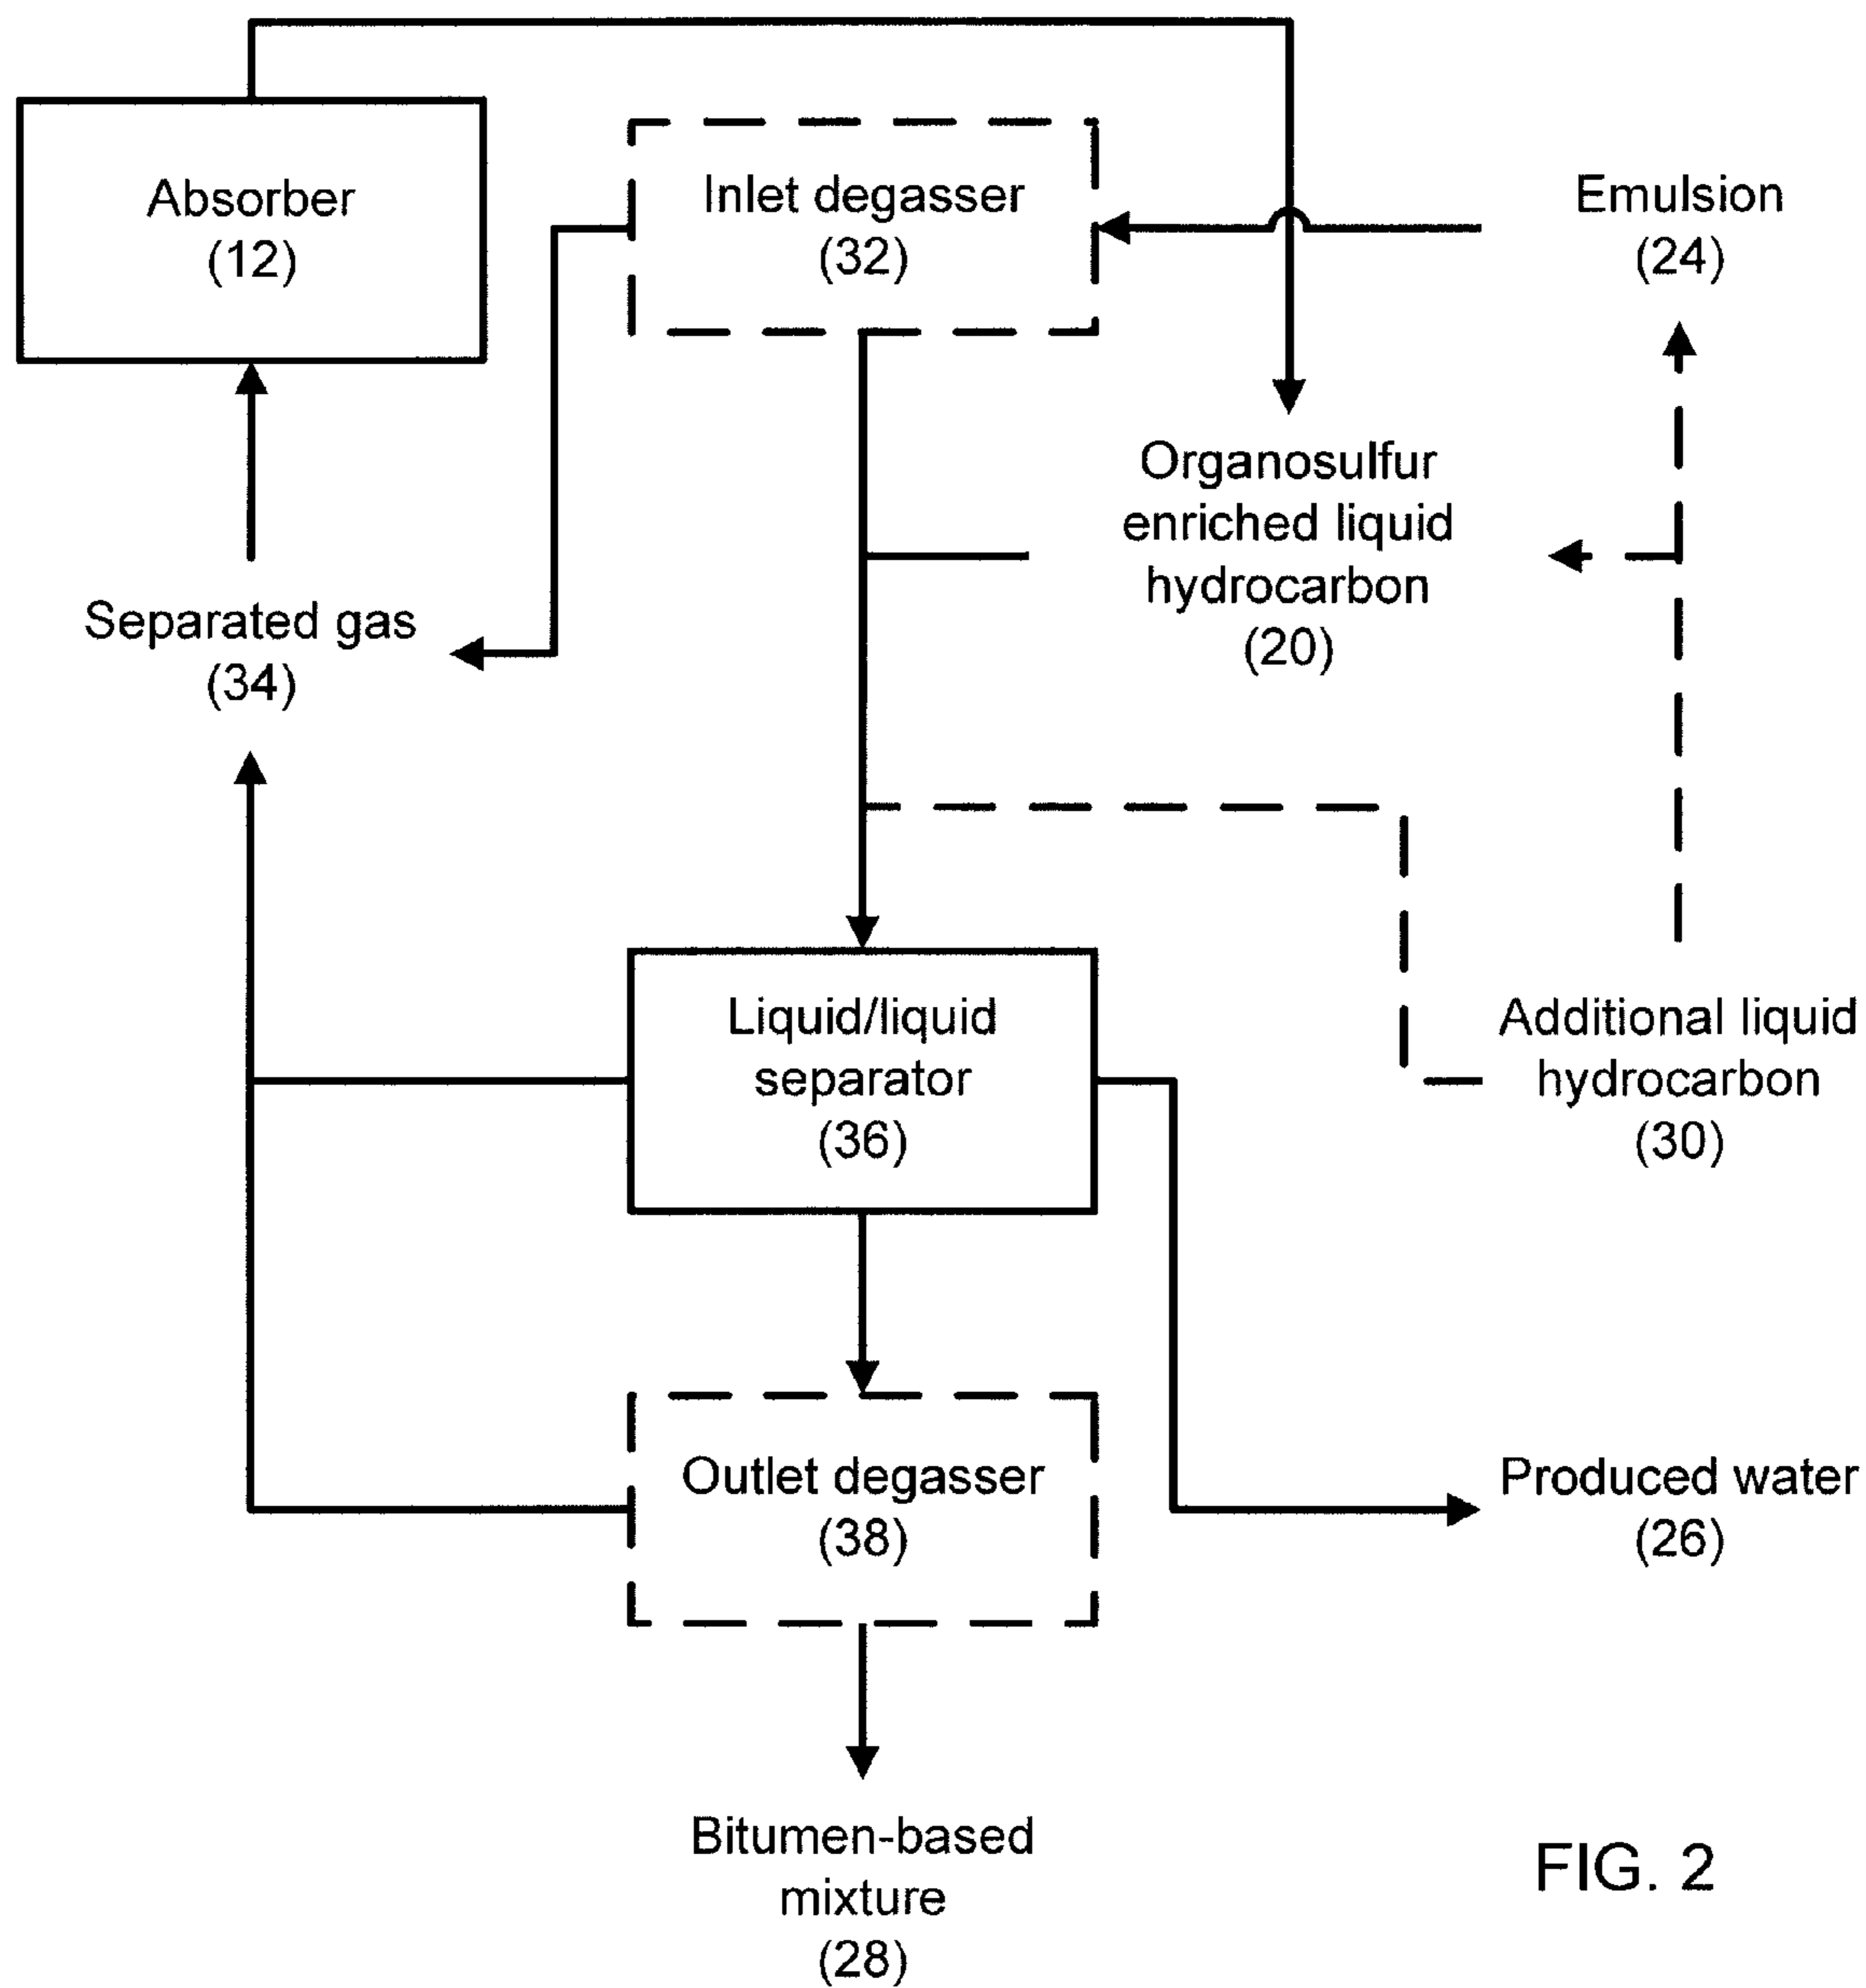 Absorber
(12)
Inlet degasser
(32)
Emulsion
(24)
Organosulfur
enriched liquid
hydrocarbon
(20)
Separated gas
(34)
Liquid/liquid
separator
(36)
Additional liquid
hydrocarbon
(30)
Outlet degasser
(38)
Produced water
(26)
Bitumen-based
mixture
(28)
FIG. 2